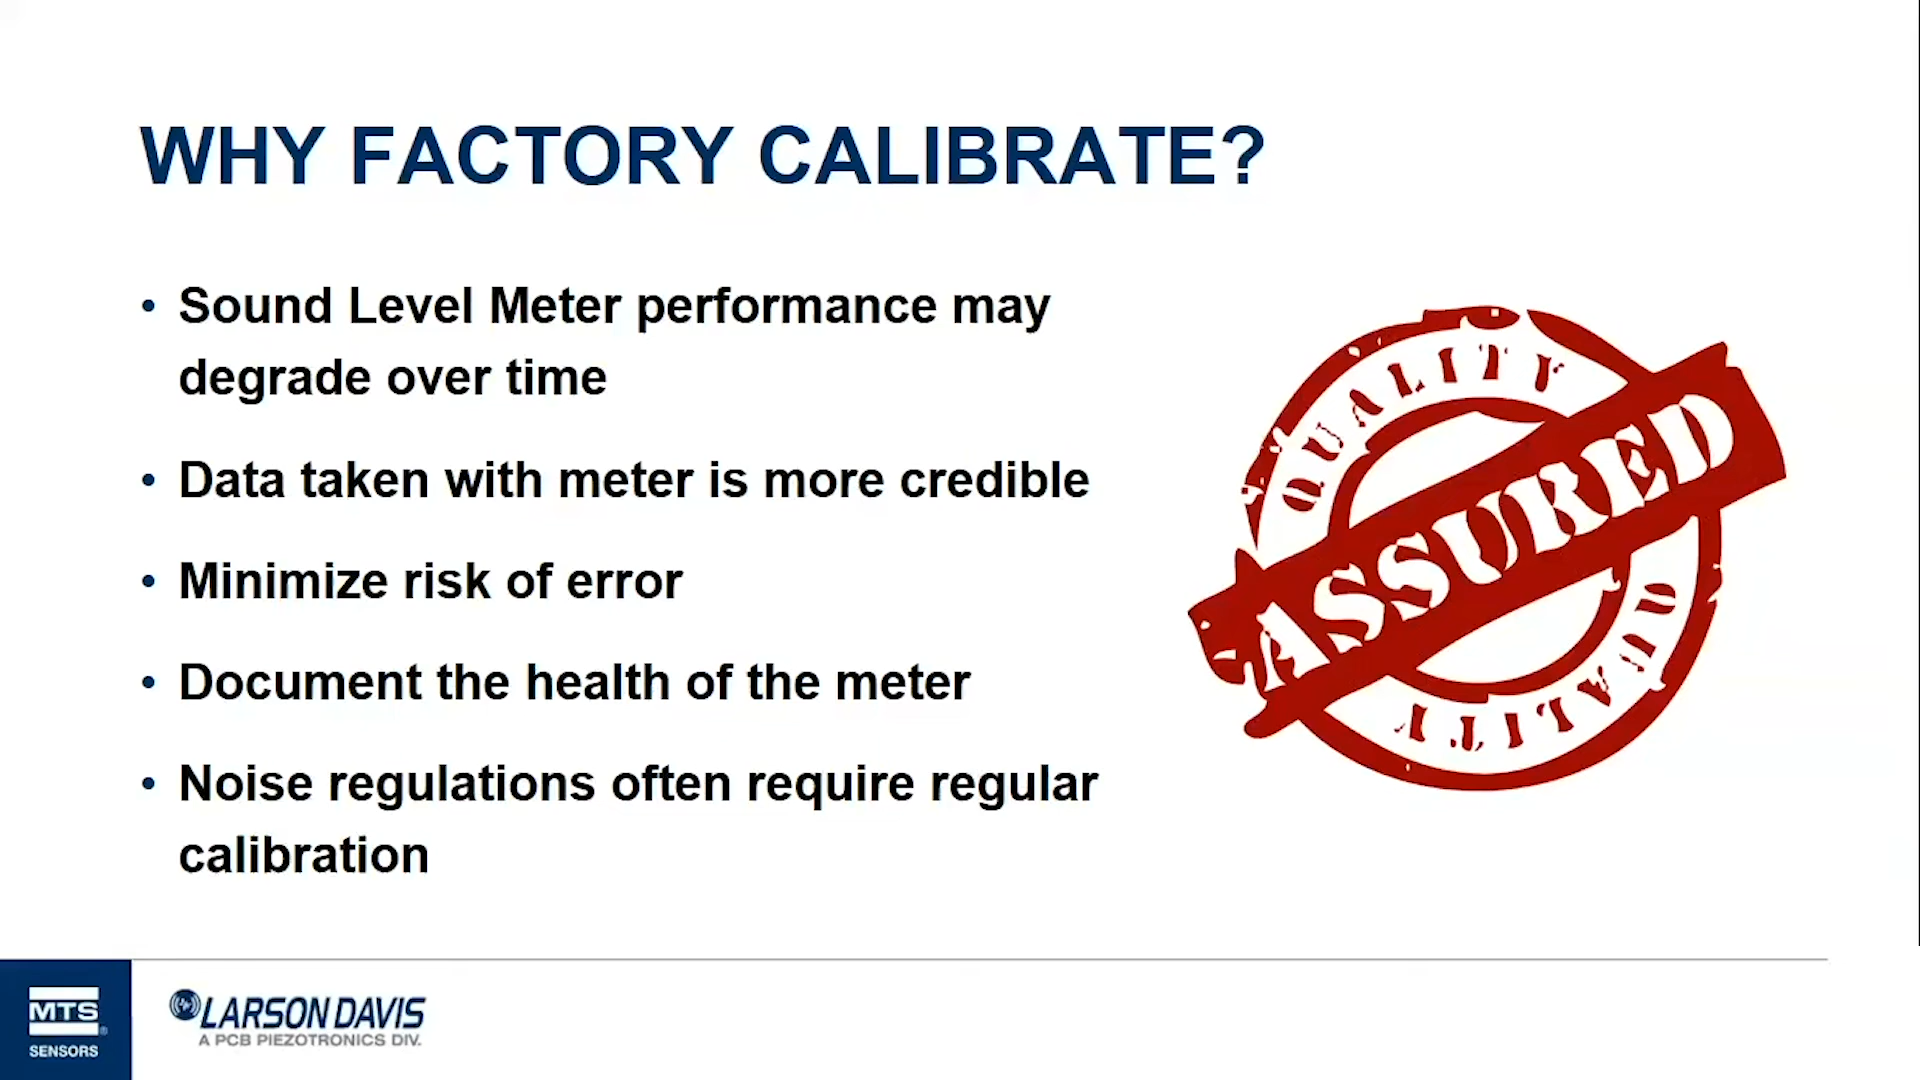 WHY FACTORY CALIBRATE?
• Sound Level Meter performance may
degrade over time
• Data taken with meter is more credible
• Minimize risk of error
• Document the health of the meter
• Noise regulations often require regular
calibration
QUALITY
ASSURED
QUALITY
MTS®
SENSORS
LARSON DAVIS
A PCB PIEZOTRONICS DIV.